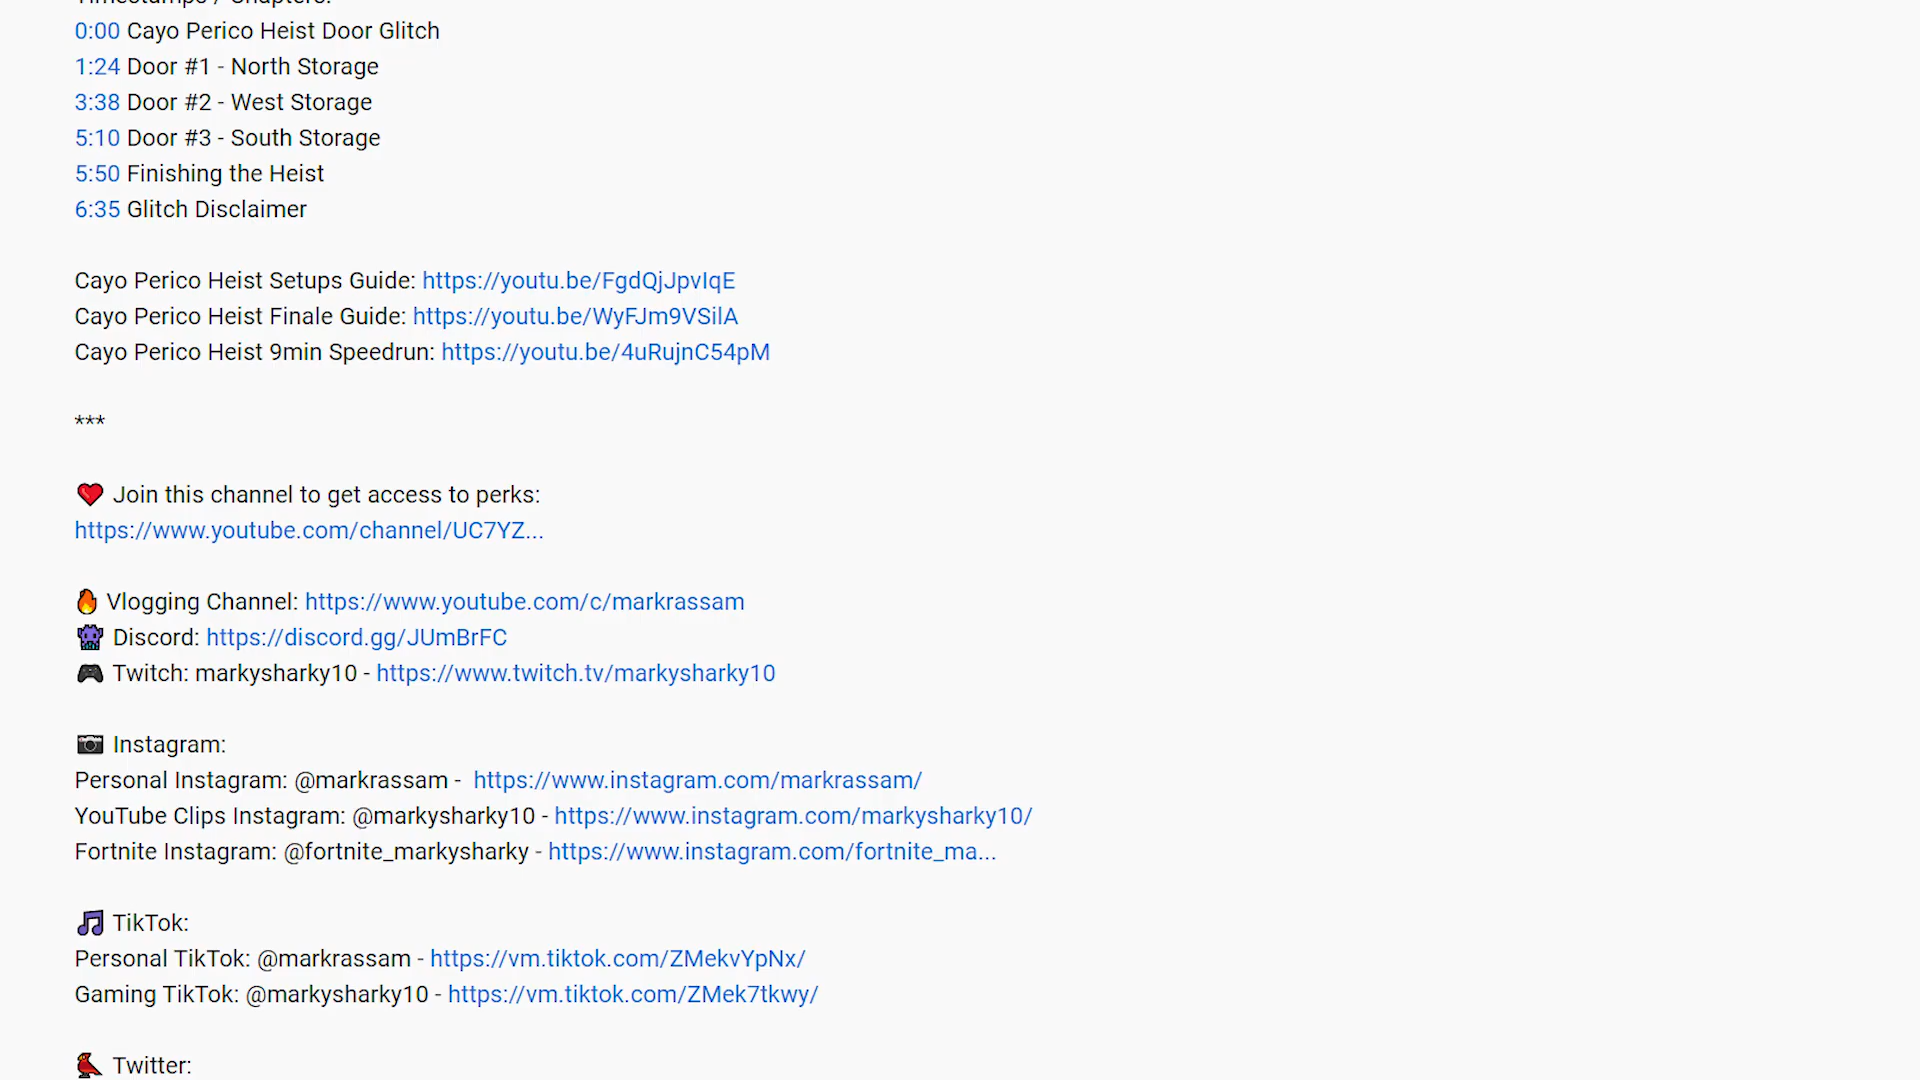 Timestamps / Chapters:
0:00 Cayo Perico Heist Door Glitch
1:24 Door #1 - North Storage
3:38 Door #2 - West Storage
5:10 Door #3 - South Storage
5:50 Finishing the Heist
6:35 Glitch Disclaimer
Cayo Perico Heist Setups Guide: https://youtu.be/FgdQjJpvIqE
Cayo Perico Heist Finale Guide: https://youtu.be/WyFJm9VSilA
Cayo Perico Heist 9min Speedrun: https://youtu.be/4uRujnC54pM
***
❤️ Join this channel to get access to perks:
https://www.youtube.com/channel/UC7YZ...
🔥 Vlogging Channel: https://www.youtube.com/c/markrassam
👾 Discord: https://discord.gg/JUmBrFC
🎮 Twitch: markysharky10 - https://www.twitch.tv/markysharky10
📷 Instagram:
Personal Instagram: @markrassam -  https://www.instagram.com/markrassam/
YouTube Clips Instagram: @markysharky10 - https://www.instagram.com/markysharky10/
Fortnite Instagram: @fortnite_markysharky - https://www.instagram.com/fortnite_ma...
🎵 TikTok:
Personal TikTok: @markrassam - https://vm.tiktok.com/ZMekvYpNx/
Gaming TikTok: @markysharky10 - https://vm.tiktok.com/ZMek7tkwy/
🐦 Twitter: